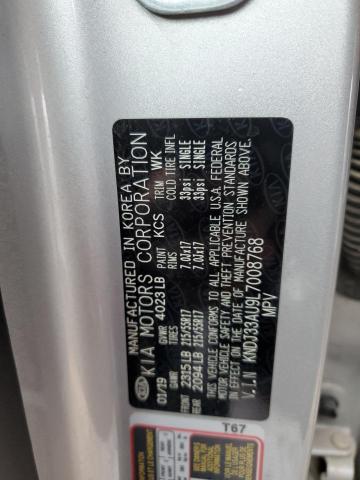 MANUFACTURED IN KOREA BY
KIA MOTORS CORPORATION
01/19 GVWR 4023LB PAINT KCS TRIM WK
TIRES RIMS COLD TIRE INFL
FRT 2315LB 215/55R17 7.0Jx17 33psi SINGLE
REAR 2094LB 215/55R17 7.0Jx17 33psi SINGLE
THIS VEHICLE CONFORMS TO ALL APPLICABLE U.S.A. FEDERAL
MOTOR VEHICLE SAFETY AND THEFT PREVENTION STANDARDS
IN EFFECT ON THE DATE OF MANUFACTURE SHOWN ABOVE.
V.I.N KNDJ33AU9L7008768
MPV
T67